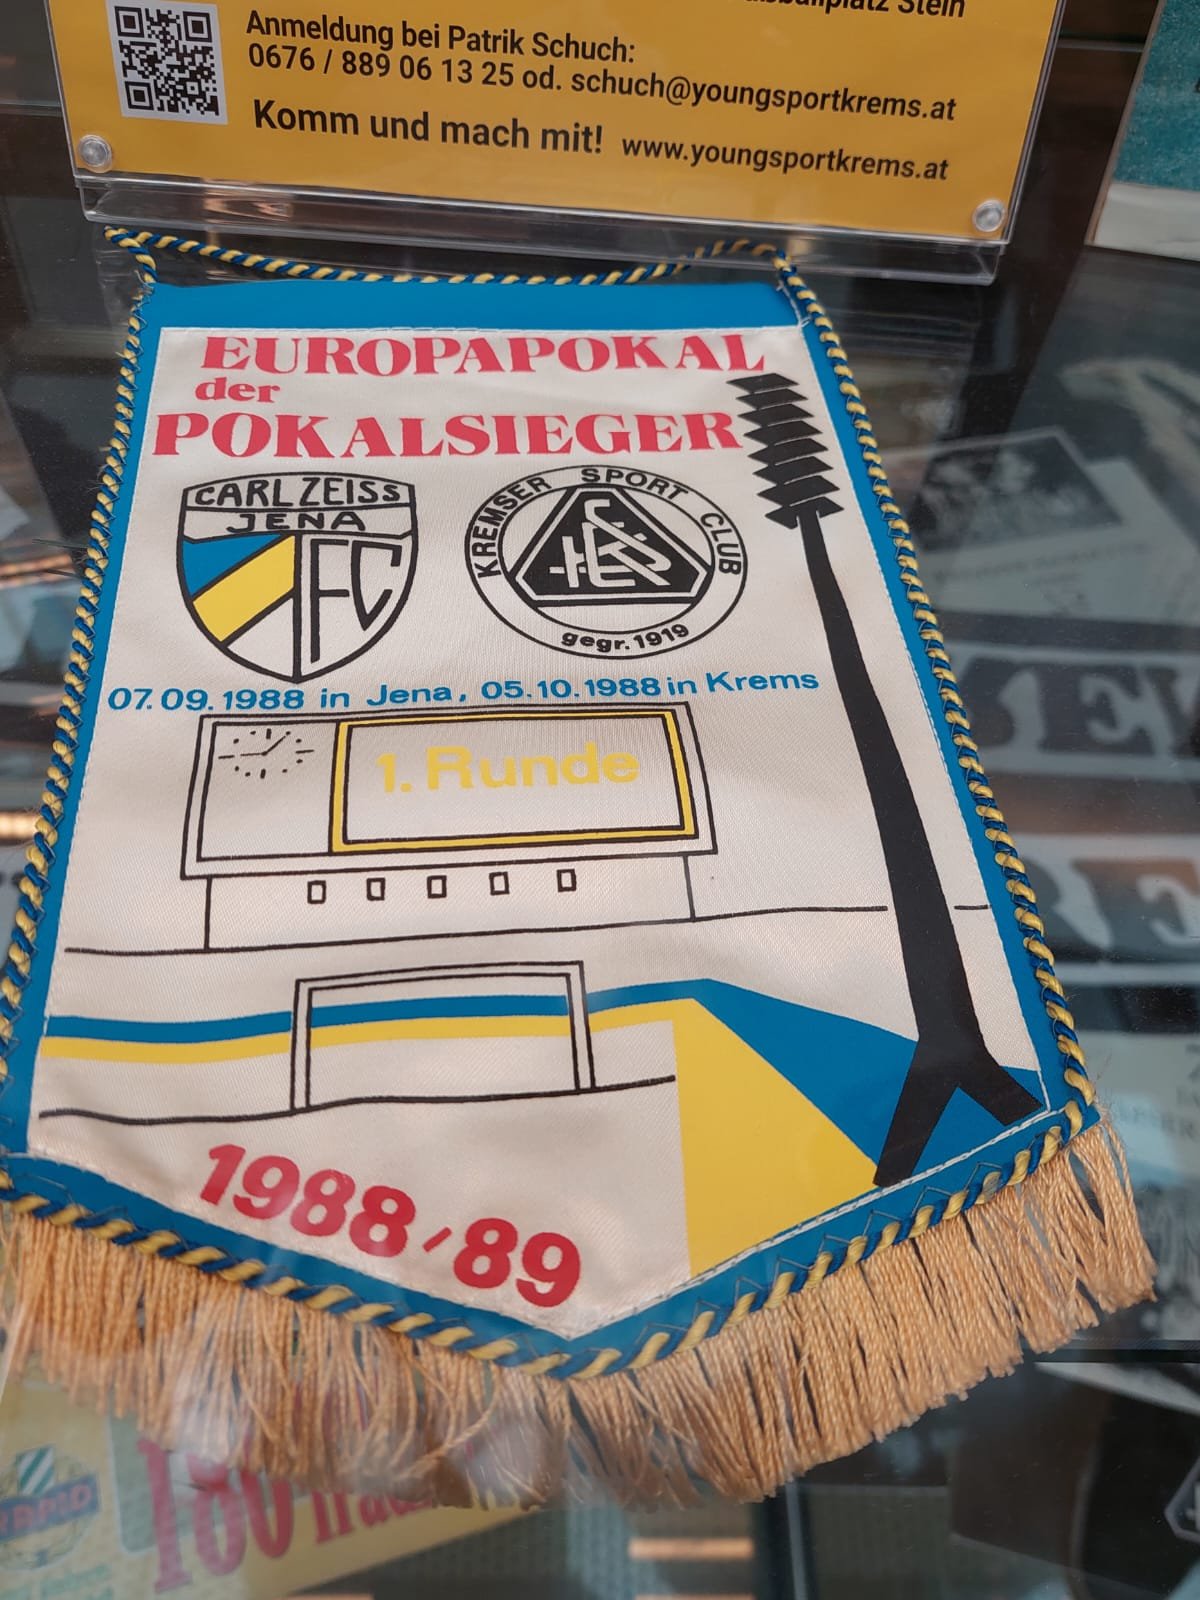 Stein
Anmeldung bei Patrik Schuch:
0676 / 889 06 13 25 od. schuch@youngsportkrems.at
Komm und mach mit! www.youngsportkrems.at
EUROPAPOKAL
der
POKALSIEGER
CARL ZEISS
JENA
FC
KREMSER SPORT CLUB
gegr. 1919
07.09.1988 in Jena, 05.10.1988 in Krems
1. Runde
1988/89